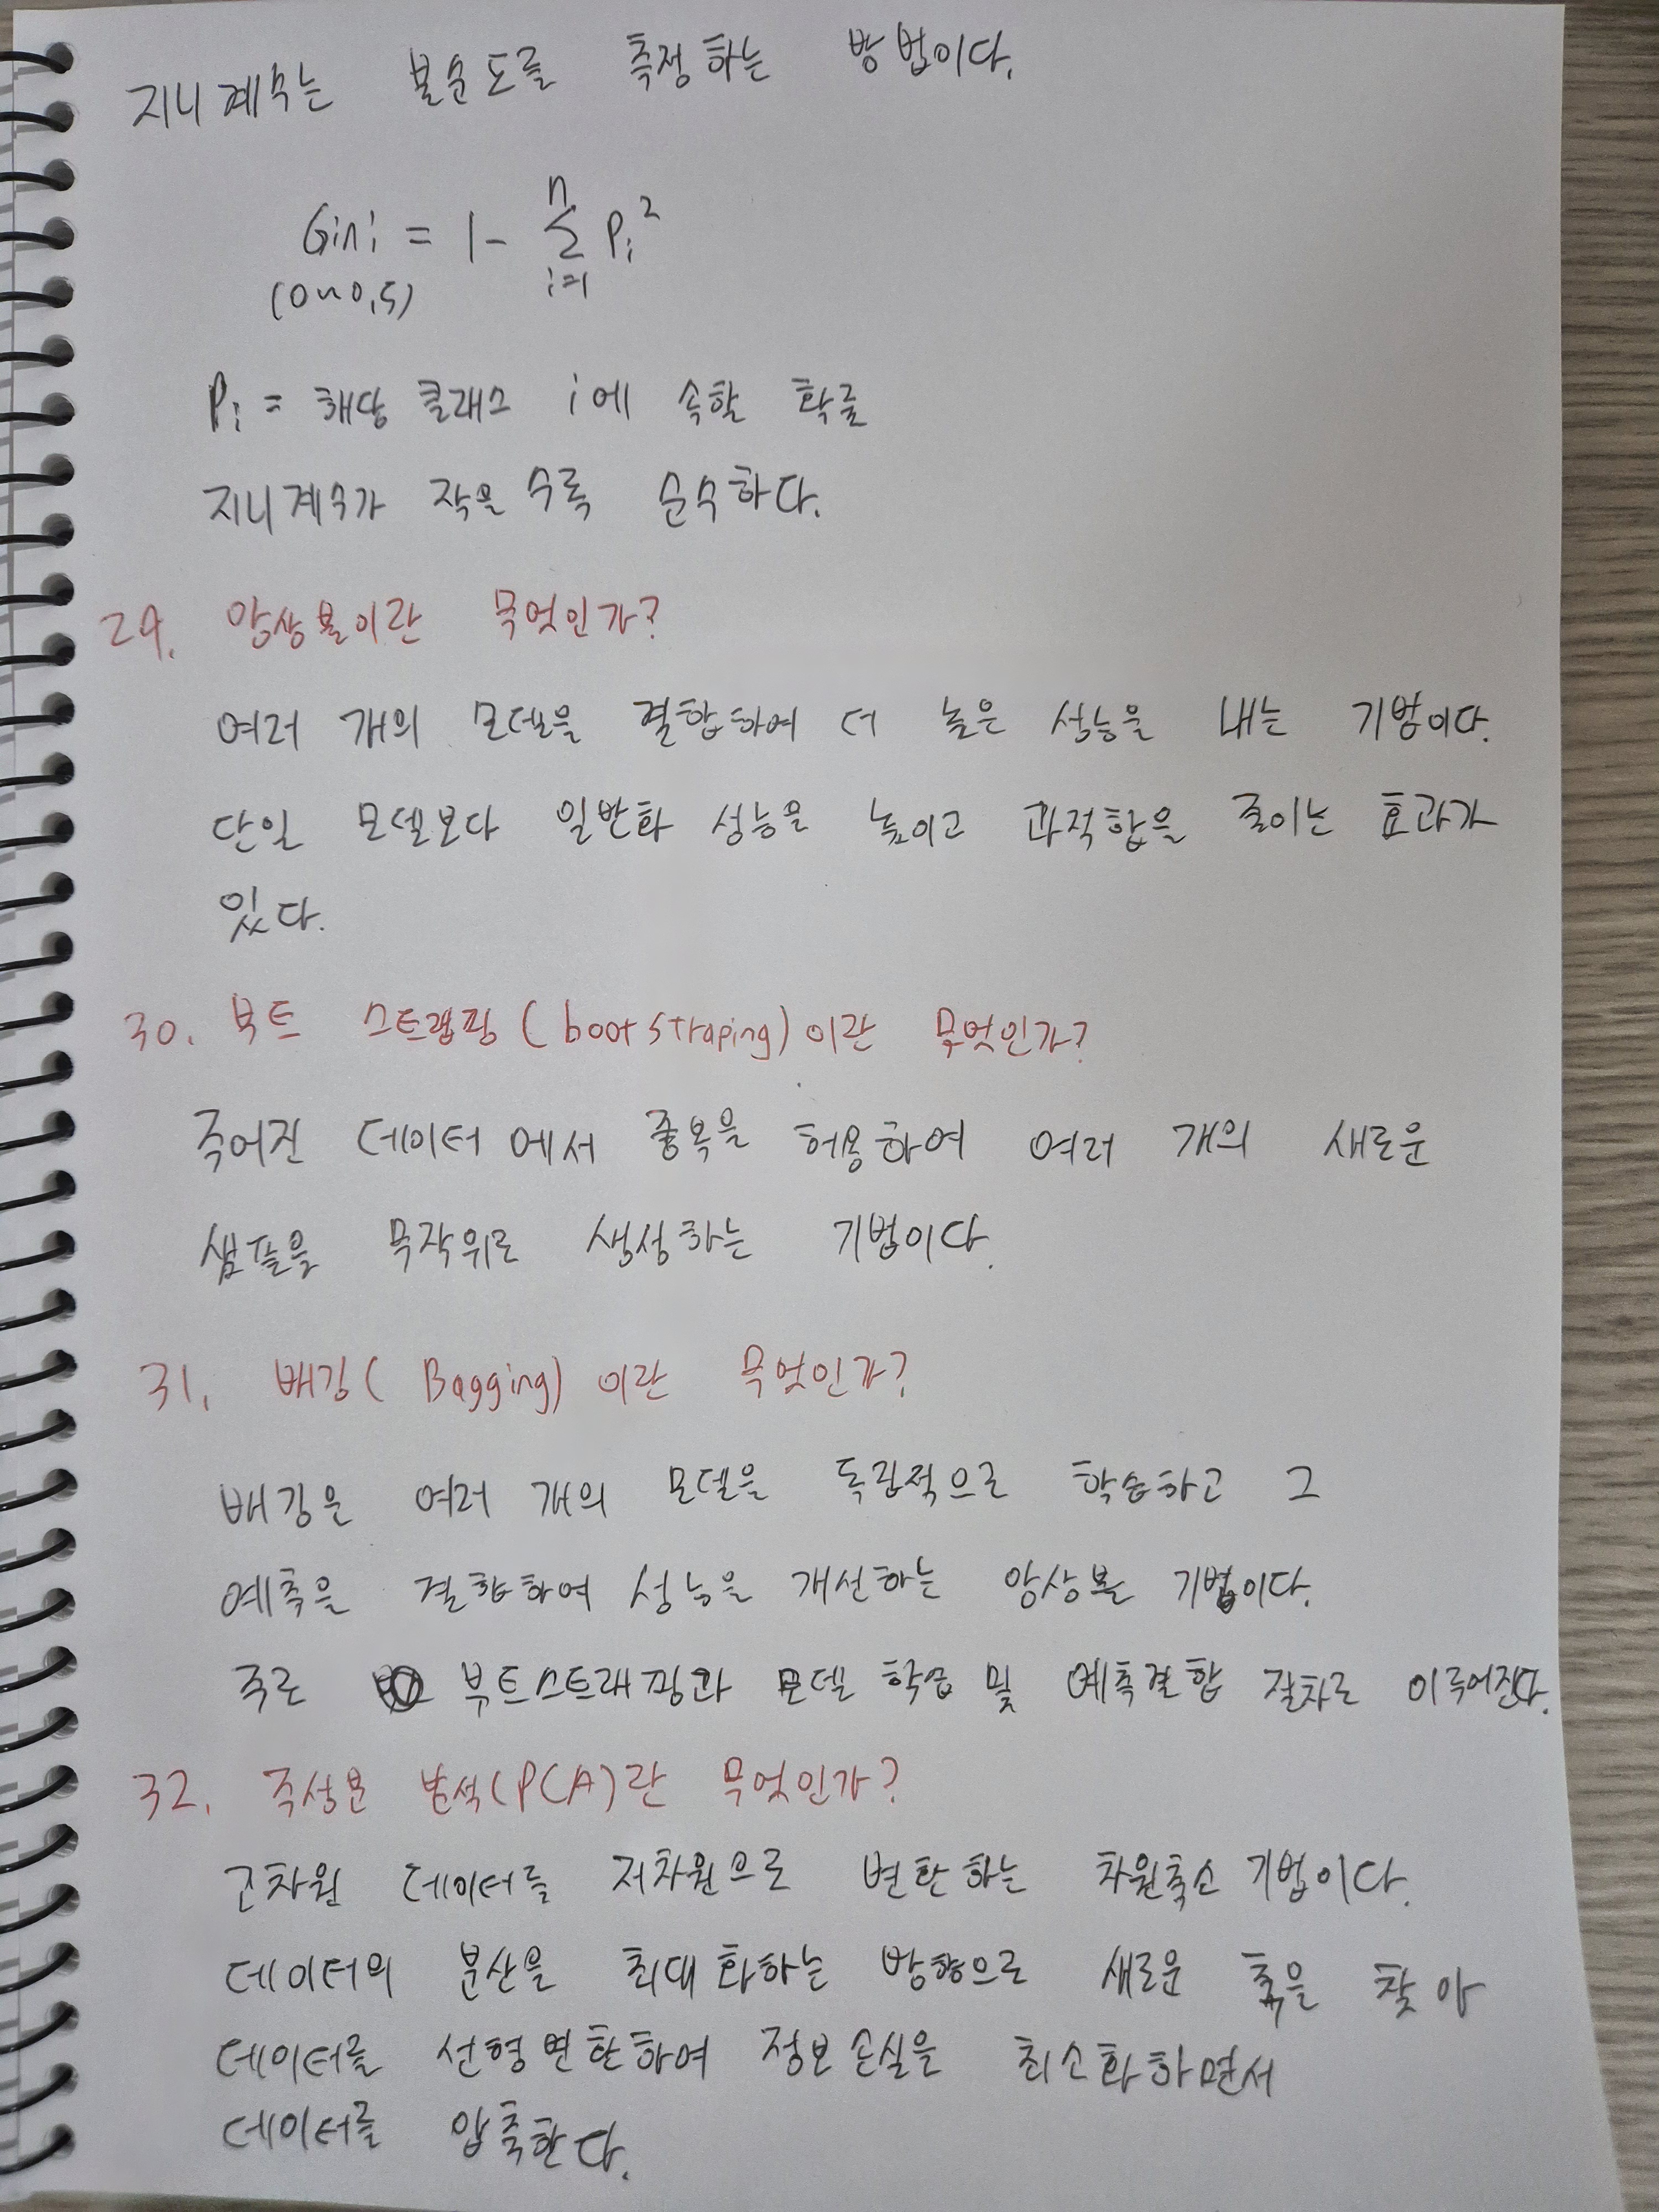 지니계수는 불순도를 측정하는 방법이다.
Gini = 1 - n∑i=1 Pi²
(0~0.5)
Pi = 해당 클래스 i에 속할 확률
지니계수가 작을 수록 순수하다.
29. 앙상블이란 무엇인가?
여러 개의 모델을 결합하여 더 높은 성능을 내는 기법이다.
단일 모델보다 일반화 성능을 높이고 과적합을 줄이는 효과가
있다.
30. 부트 스트랩핑(bootstraping)이란 무엇인가?
주어진 데이터에서 중복을 허용하여 여러 개의 새로운
샘플을 무작위로 생성하는 기법이다.
31. 배깅( Bagging)이란 무엇인가?
배깅은 여러 개의 모델을 독립적으로 학습하고 그
예측을 결합하여 성능을 개선하는 앙상블 기법이다.
주로 부트스트래핑과 모델 학습 및 예측결합 절차로 이루어진다.
32. 주성분 분석(PCA)란 무엇인가?
고차원 데이터를 저차원으로 변환하는 차원축소 기법이다.
데이터의 분산을 최대화하는 방향으로 새로운 축을 찾아
데이터를 선형변환하여 정보손실을 최소화하면서
데이터를 압축한다.